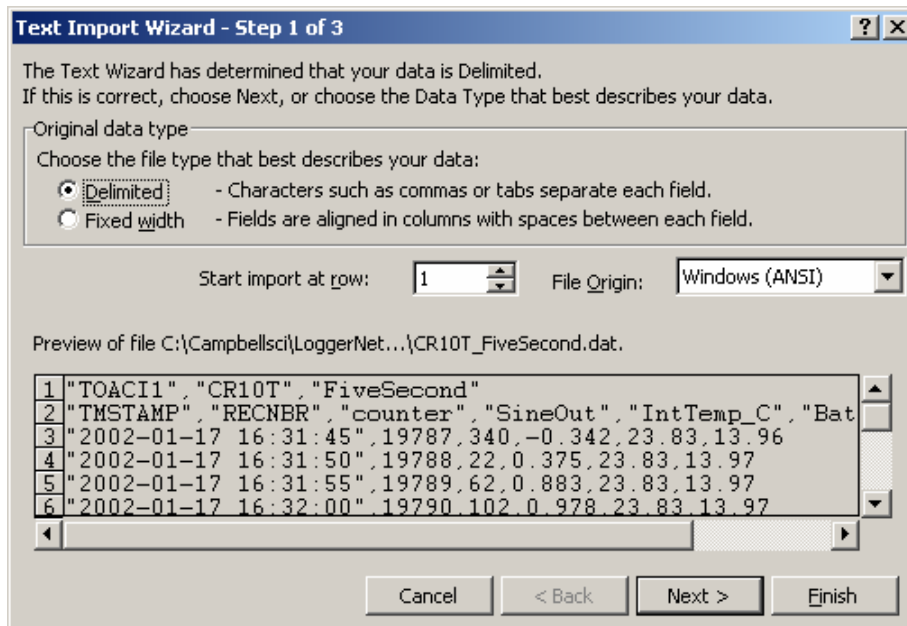 Text Import Wizard - Step 1 of 3
The Text Wizard has determined that your data is Delimited.
If this is correct, choose Next, or choose the Data Type that best describes your data.
Original data type
Choose the file type that best describes your data:
Delimited - Characters such as commas or tabs separate each field.
Fixed width - Fields are aligned in columns with spaces between each field.
Start import at row: 1 File Origin: Windows (ANSI)
Preview of file C:\Campbellsci\LoggerNet...\CR10T_FiveSecond.dat.
1 "TOACI1","CR10T","FiveSecond"
2 "TMSTAMP","RECNBR","counter","SineOut","IntTemp_C","Bat
3 "2002-01-17 16:31:45",19787,340,-0.342,23.83,13.96
4 "2002-01-17 16:31:50",19788,22,0.375,23.83,13.97
5 "2002-01-17 16:31:55",19789,62,0.883,23.83,13.97
6 "2002-01-17 16:32:00",19790,102,0.978,23.83,13.97
Cancel < Back Next > Finish